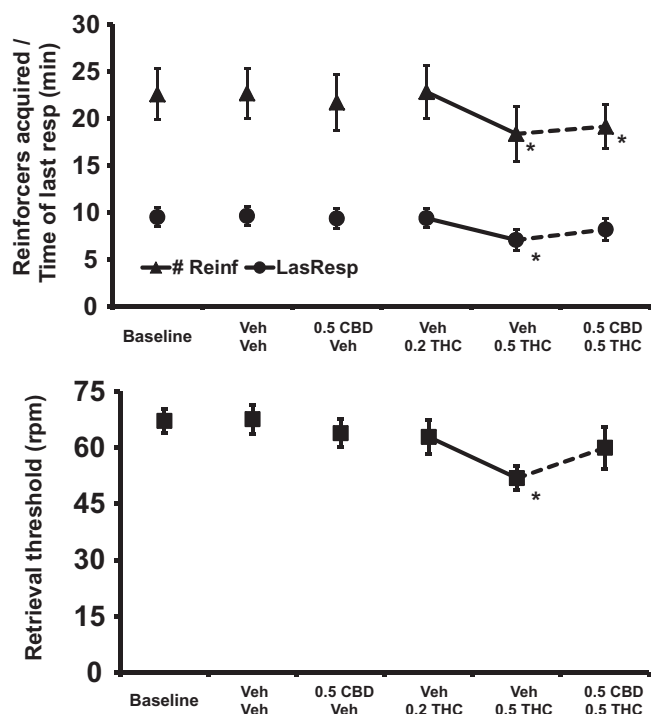 Reinforcers acquired /
Time of last resp (min)
30
25
20
15
10
5
0
*
*
*
# Reinf LasResp
Baseline
Veh
Veh
0.5 CBD
Veh
Veh
0.2 THC
Veh
0.5 THC
0.5 CBD
0.5 THC
Retrieval threshold (rpm)
75
60
45
30
15
0
*
Baseline
Veh
Veh
0.5 CBD
Veh
Veh
0.2 THC
Veh
0.5 THC
0.5 CBD
0.5 THC